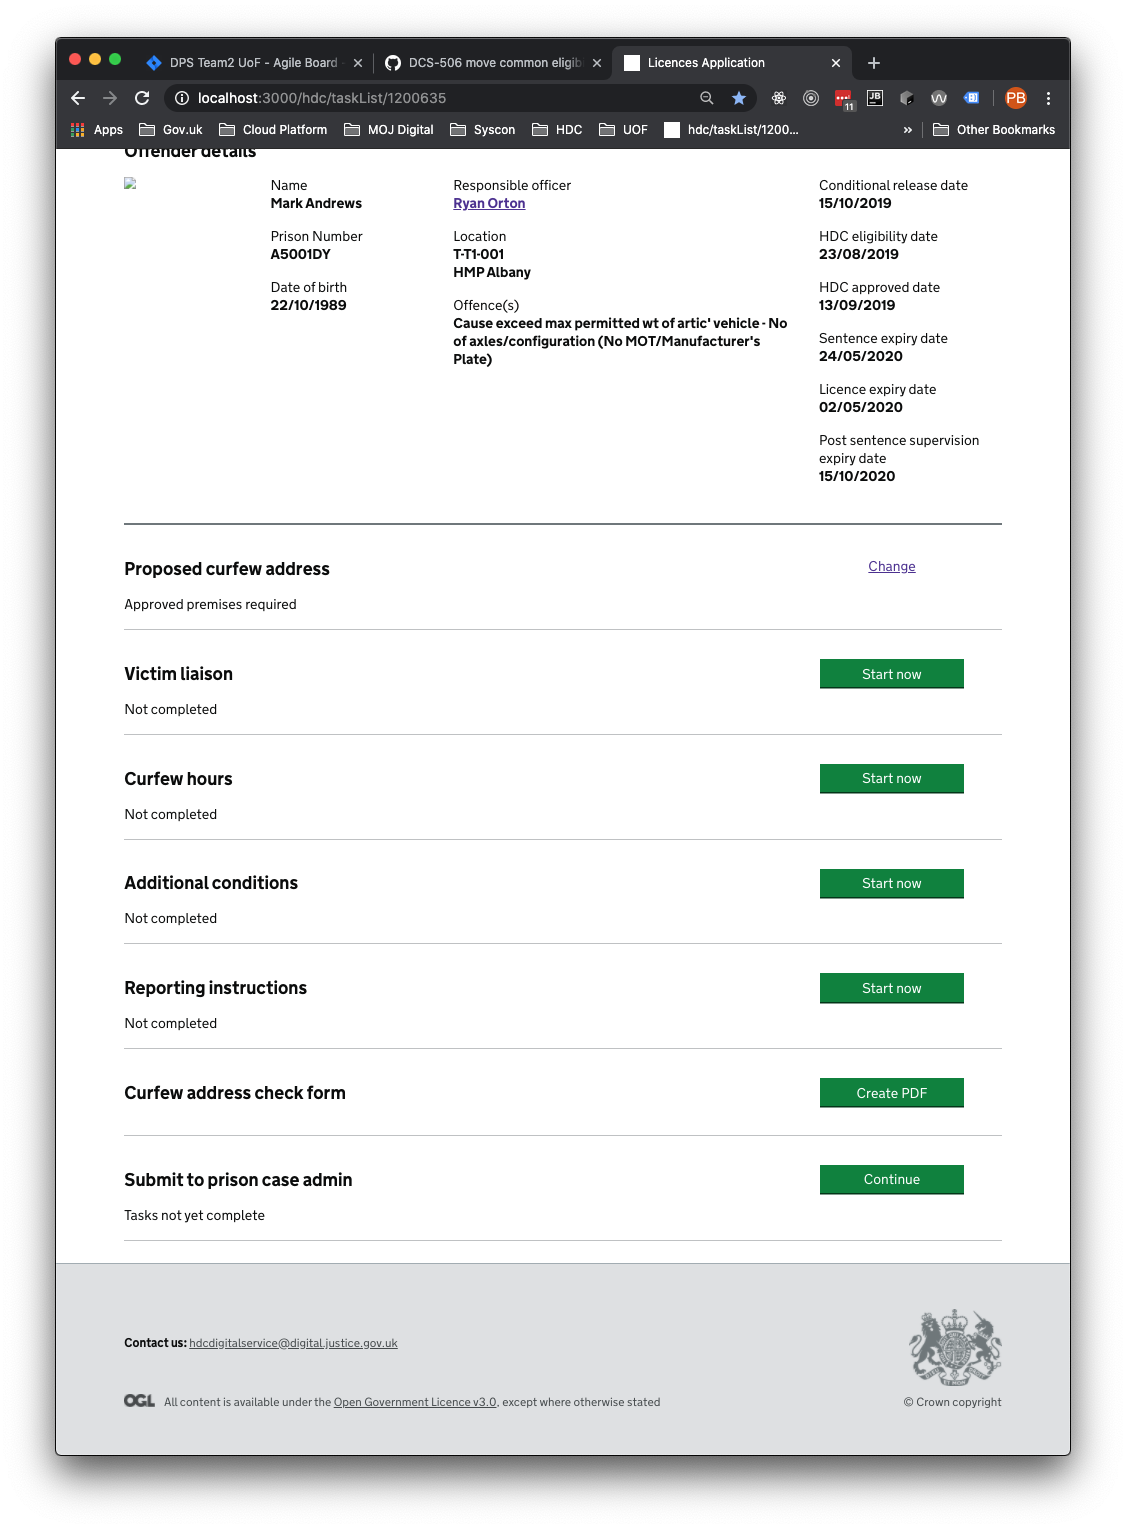 DPS Team2 UoF - Agile Board -
DCS-506 move common eligib
Licences Application
localhost:3000/hdc/taskList/1200635
11
JB
PB
Apps
Gov.uk
Cloud Platform
MOJ Digital
Syscon
HDC
UOF
hdc/taskList/1200...
»
Other Bookmarks
Offender details
Name
Mark Andrews
Prison Number
A5001DY
Date of birth
22/10/1989
Responsible officer
Ryan Orton
Location
T-T1-001
HMP Albany
Offence(s)
Cause exceed max permitted wt of artic' vehicle - No
of axles/configuration (No MOT/Manufacturer's
Plate)
Conditional release date
15/10/2019
HDC eligibility date
23/08/2019
HDC approved date
13/09/2019
Sentence expiry date
24/05/2020
Licence expiry date
02/05/2020
Post sentence supervision
expiry date
15/10/2020
Proposed curfew address
Change
Approved premises required
Victim liaison
Start now
Not completed
Curfew hours
Start now
Not completed
Additional conditions
Start now
Not completed
Reporting instructions
Start now
Not completed
Curfew address check form
Create PDF
Submit to prison case admin
Continue
Tasks not yet complete
Contact us: hdcdigitalservice@digital.justice.gov.uk
OGL All content is available under the Open Government Licence v3.0, except where otherwise stated
© Crown copyright